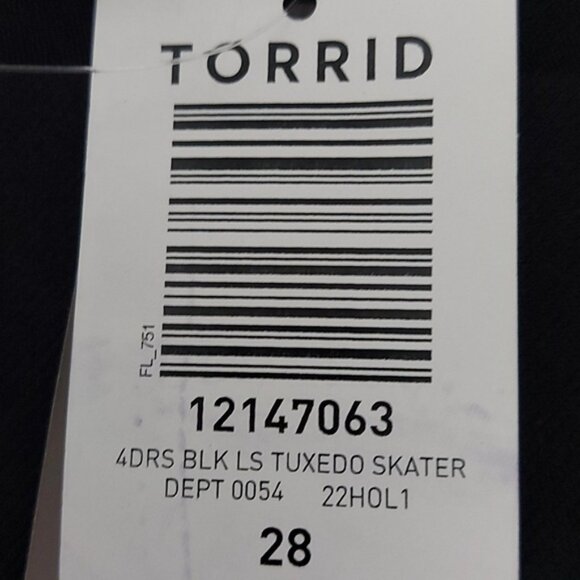 TORRID
FL_751
12147063
4DRS BLK LS TUXEDO SKATER
DEPT 0054 22HOL1
28